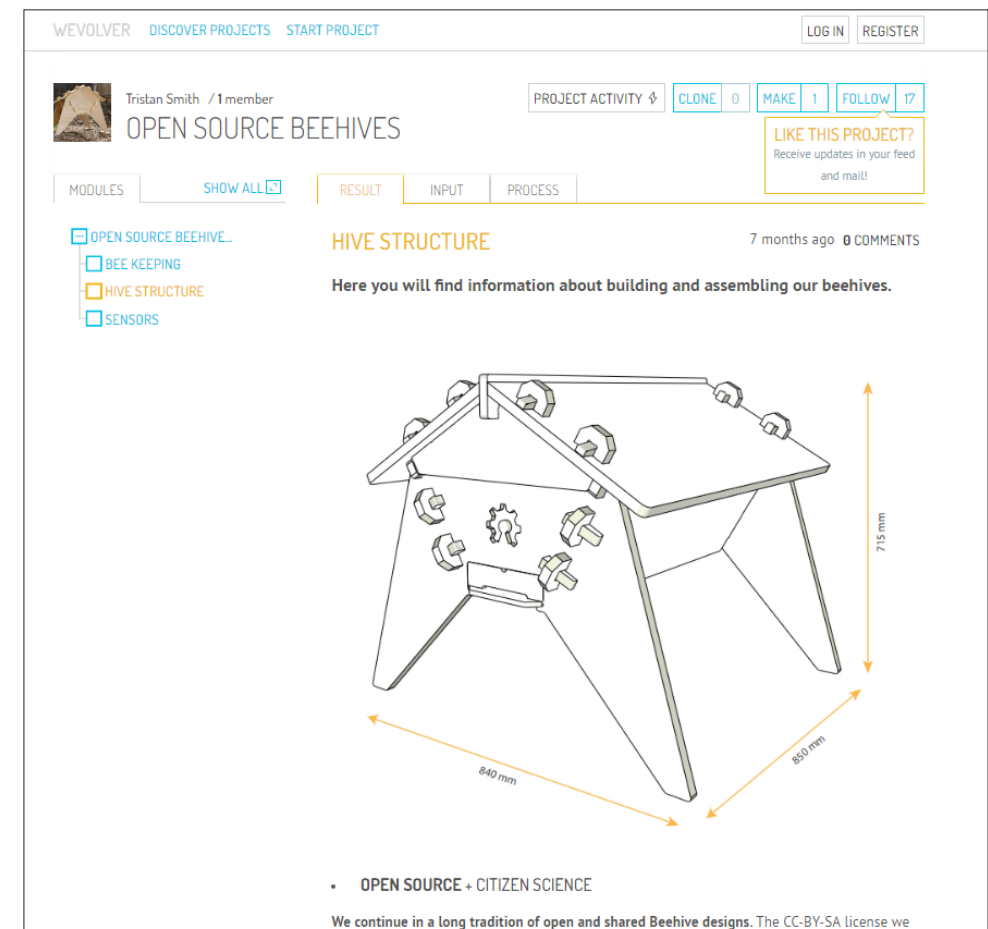 WEVOLVER DISCOVER PROJECTS START PROJECT LOG IN REGISTER
Tristan Smith / 1 member
OPEN SOURCE BEEHIVES
PROJECT ACTIVITY CLONE 0 MAKE 1 FOLLOW 17
LIKE THIS PROJECT?
Receive updates in your feed
and mail!
MODULES SHOW ALL RESULT INPUT PROCESS
OPEN SOURCE BEEHIVE...
BEE KEEPING
HIVE STRUCTURE
SENSORS
HIVE STRUCTURE 7 months ago 0 COMMENTS
Here you will find information about building and assembling our beehives.
715 mm
850 mm
840 mm
• OPEN SOURCE + CITIZEN SCIENCE
We continue in a long tradition of open and shared Beehive designs. The CC-BY-SA license we